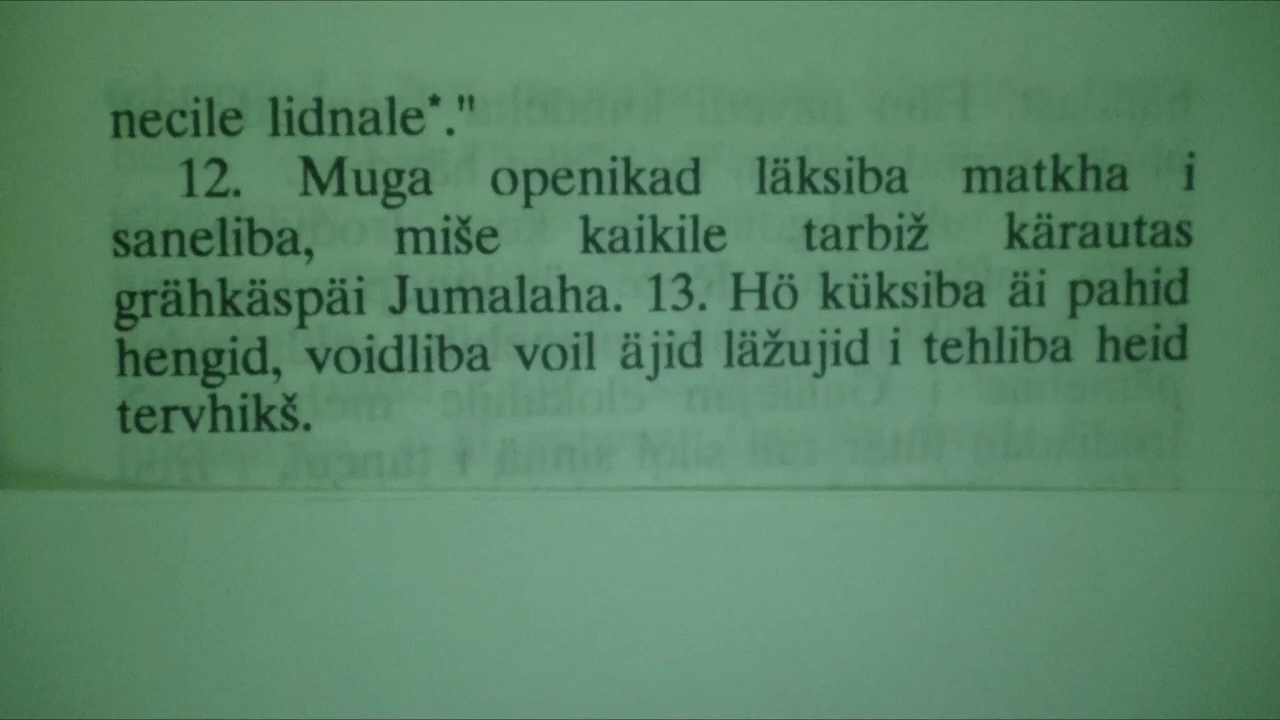 necile lidnale*."
12. Muga openikad läksiba matkha i
saneliba, miše kaikile tarbiž kärautas
grähkäspäi Jumalaha. 13. Hö küksiba äi pahid
hengid, voidliba voil äjid läžujid i tehliba heid
tervhikš.